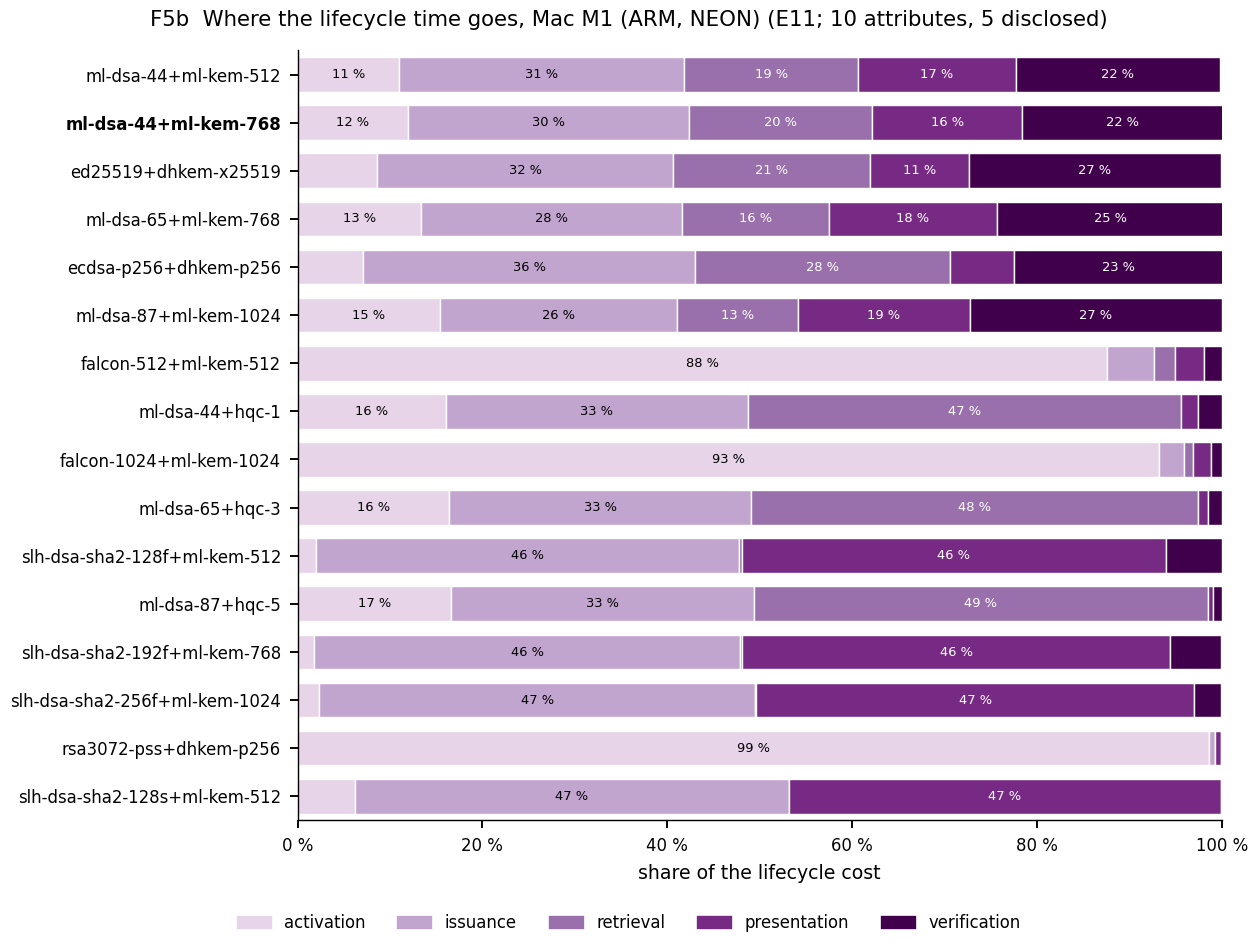 F5b  Where the lifecycle time goes, Mac M1 (ARM, NEON) (E11; 10 attributes, 5 disclosed)
ml-dsa-44+ml-kem-512 11 % 31 % 19 % 17 % 22 %
ml-dsa-44+ml-kem-768 12 % 30 % 20 % 16 % 22 %
ed25519+dhkem-x25519 32 % 21 % 11 % 27 %
ml-dsa-65+ml-kem-768 13 % 28 % 16 % 18 % 25 %
ecdsa-p256+dhkem-p256 36 % 28 % 23 %
ml-dsa-87+ml-kem-1024 15 % 26 % 13 % 19 % 27 %
falcon-512+ml-kem-512 88 %
ml-dsa-44+hqc-1 16 % 33 % 47 %
falcon-1024+ml-kem-1024 93 %
ml-dsa-65+hqc-3 16 % 33 % 48 %
slh-dsa-sha2-128f+ml-kem-512 46 % 46 %
ml-dsa-87+hqc-5 17 % 33 % 49 %
slh-dsa-sha2-192f+ml-kem-768 46 % 46 %
slh-dsa-sha2-256f+ml-kem-1024 47 % 47 %
rsa3072-pss+dhkem-p256 99 %
slh-dsa-sha2-128s+ml-kem-512 47 % 47 %
0 % 20 % 40 % 60 % 80 % 100 %
share of the lifecycle cost
activation issuance retrieval presentation verification